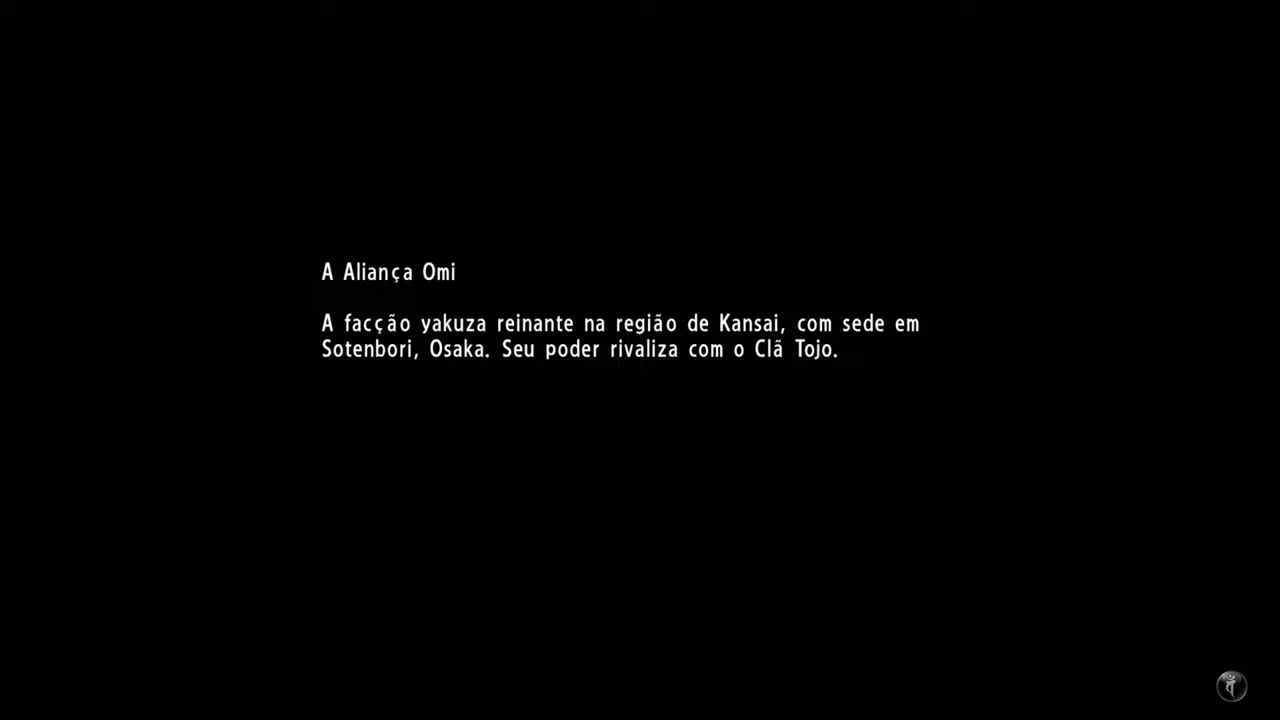 A Aliança Omi
A facção yakuza reinante na região de Kansai, com sede em
Sotenbori, Osaka. Seu poder rivaliza com o Clã Tojo.